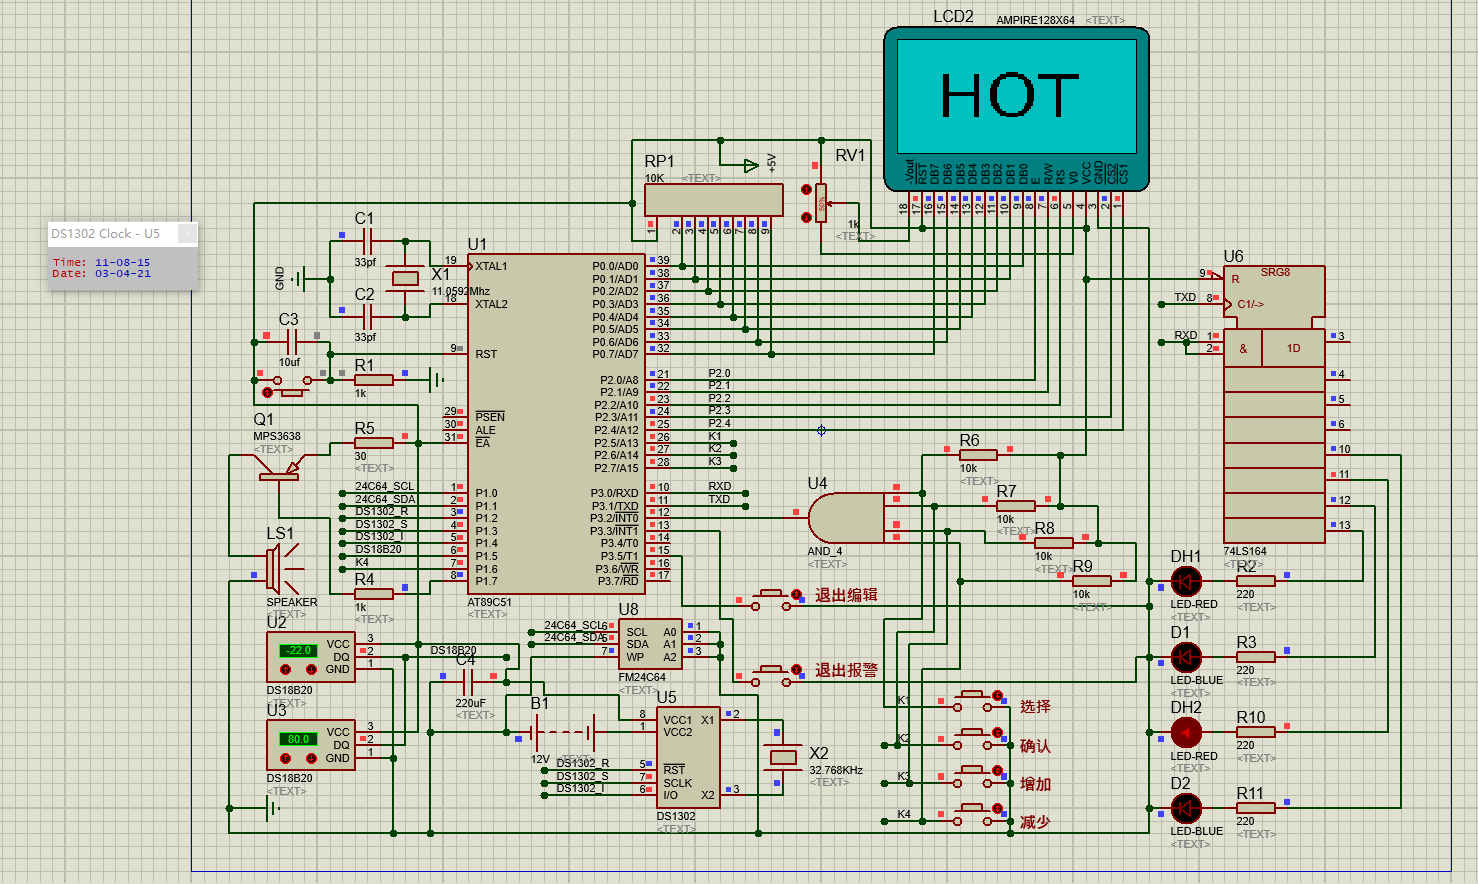 LCD2
AMPIRE128X64
<TEXT>
HOT
-Vout
RST
DB7
DB6
DB5
DB4
DB3
DB2
DB1
DB0
E
R/W
RS
V0
VCC
GND
CS2
CS1
18
17
16
15
14
13
12
11
10
9
8
7
6
5
4
3
2
1
RP1
10K
<TEXT>
+5V
RV1
50%
1k
<TEXT>
1
2
3
4
5
6
7
8
9
DS1302 Clock - U5
Time: 11-08-15
Date: 03-04-21
GND
C1
33pf
C2
33pf
X1
11.0592Mhz
C3
10uf
R1
1k
U1
19
XTAL1
18
XTAL2
9
RST
29
PSEN
30
ALE
31
EA
1
P1.0
2
P1.1
3
P1.2
4
P1.3
5
P1.4
6
P1.5
7
P1.6
8
P1.7
P0.0/AD0
39
P0.1/AD1
38
P0.2/AD2
37
P0.3/AD3
36
P0.4/AD4
35
P0.5/AD5
34
P0.6/AD6
33
P0.7/AD7
32
P2.0/A8
21
P2.0
P2.1/A9
22
P2.1
P2.2/A10
23
P2.2
P2.3/A11
24
P2.3
P2.4/A12
25
P2.4
P2.5/A13
26
K1
P2.6/A14
27
K2
P2.7/A15
28
K3
P3.0/RXD
10
RXD
P3.1/TXD
11
TXD
P3.2/INT0
12
P3.3/INT1
13
P3.4/T0
14
P3.5/T1
15
P3.6/WR
16
P3.7/RD
17
AT89C51
<TEXT>
Q1
MPS3638
<TEXT>
R5
30
<TEXT>
24C64_SCL
24C64_SDA
DS1302_R
DS1302_S
DS1302_I
DS18B20
K4
LS1
SPEAKER
<TEXT>
R4
1k
<TEXT>
U2
-22.0
VCC
3
DQ
2
GND
1
DS18B20
<TEXT>
U3
80.0
VCC
3
DQ
2
GND
1
DS18B20
<TEXT>
DS18B20
C4
220uF
<TEXT>
U8
24C64_SCL
6
SCL
24C64_SDA
5
SDA
7
WP
A0
1
A1
2
A2
3
FM24C64
<TEXT>
B1
12V
<TEXT>
U5
8
VCC1
1
VCC2
X1
2
DS1302_R
5
RST
DS1302_S
7
SCLK
DS1302_I
6
I/O
X2
3
DS1302
<TEXT>
X2
32.768KHz
<TEXT>
退出编辑
退出报警
U4
AND_4
<TEXT>
R6
10k
<TEXT>
R7
10k
<TEXT>
R8
10k
<TEXT>
R9
10k
<TEXT>
K1
选择
K2
确认
K3
增加
K4
减少
U6
SRG8
9
R
TXD
8
C1/->
RXD
1
2
&
1D
3
4
5
6
10
11
12
13
74LS164
<TEXT>
DH1
LED-RED
<TEXT>
R2
220
<TEXT>
D1
LED-BLUE
<TEXT>
R3
220
<TEXT>
DH2
LED-RED
<TEXT>
R10
220
<TEXT>
D2
LED-BLUE
<TEXT>
R11
220
<TEXT>